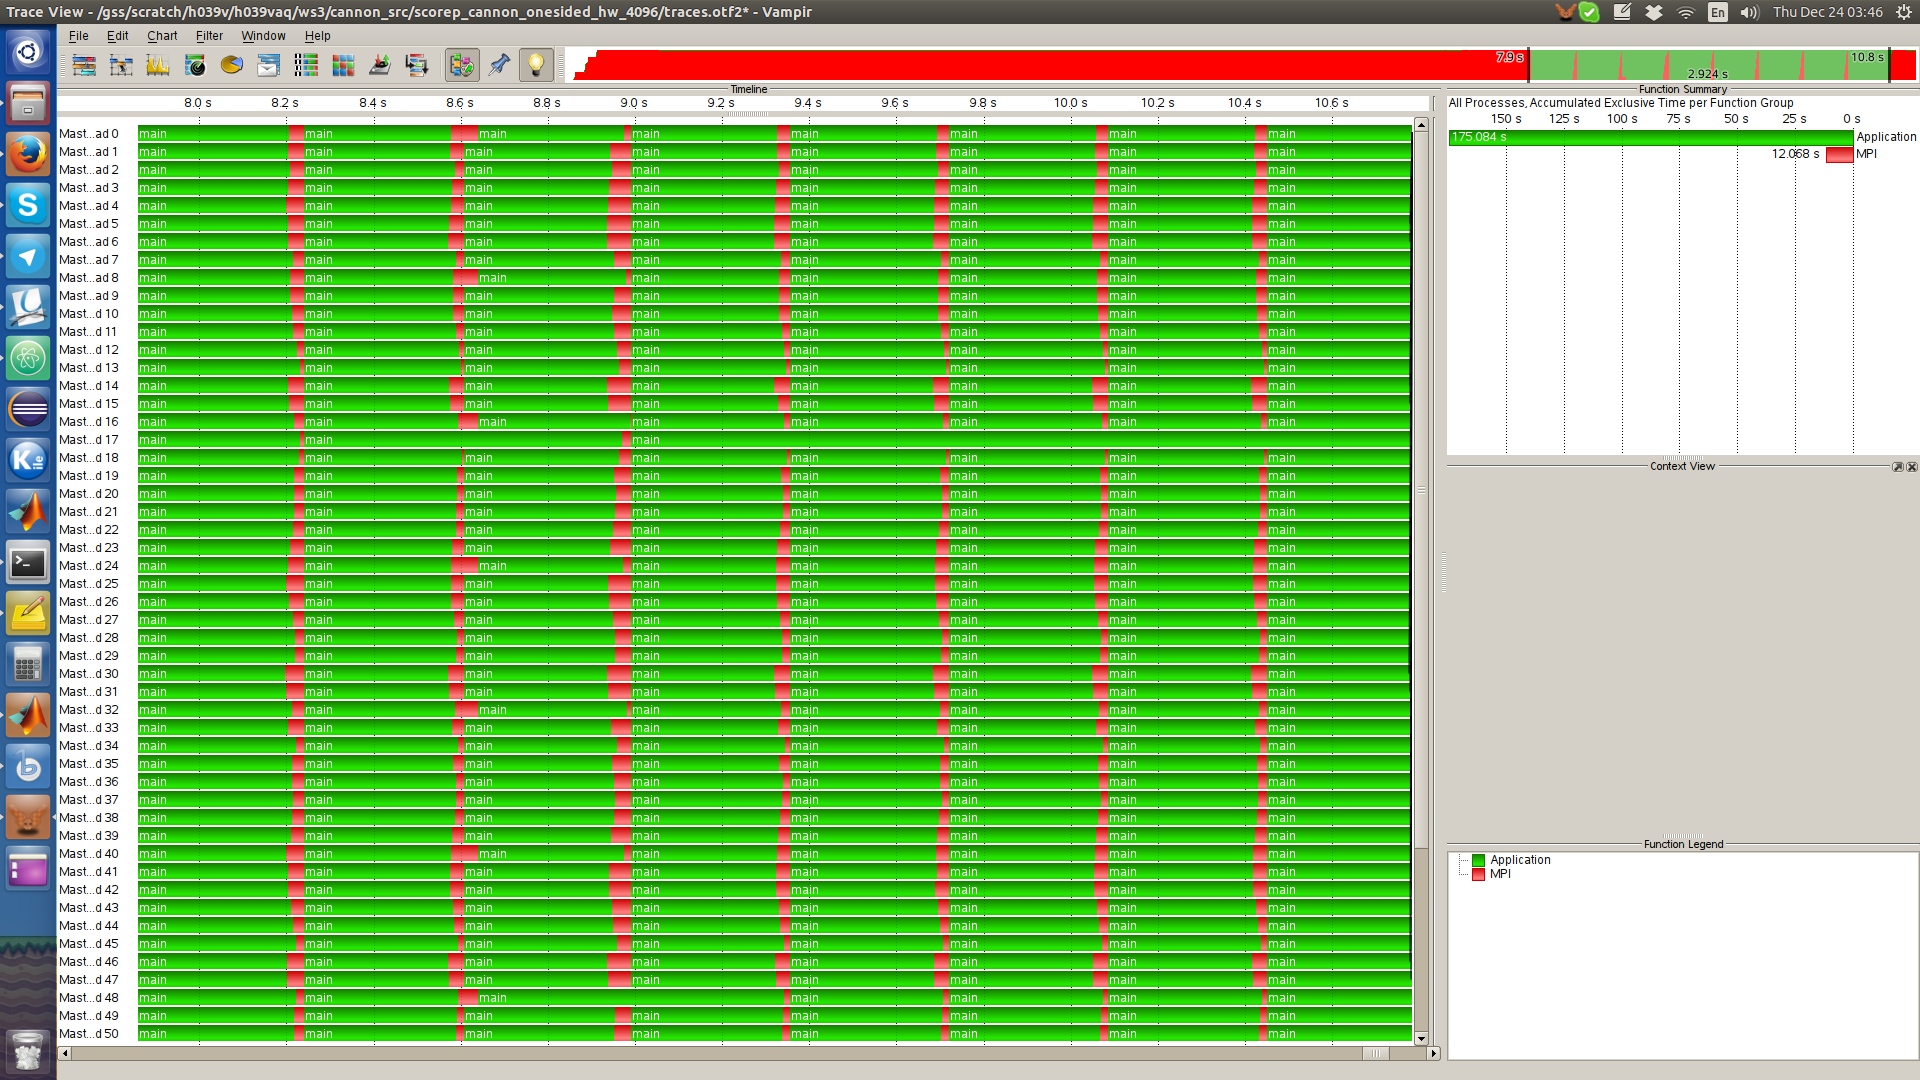 Trace View - /gss/scratch/h039v/h039vaq/ws3/cannon_src/scorep_cannon_onesided_hw_4096/traces.otf2* - Vampir
En Thu Dec 24 03:46
File Edit Chart Filter Window Help
7.9 s 2.924 s 10.8 s
Timeline
8.0 s 8.2 s 8.4 s 8.6 s 8.8 s 9.0 s 9.2 s 9.4 s 9.6 s 9.8 s 10.0 s 10.2 s 10.4 s 10.6 s
Mast...ad 0 main main main main main main main main
Mast...ad 1 main main main main main main main main
Mast...ad 2 main main main main main main main main
Mast...ad 3 main main main main main main main main
Mast...ad 4 main main main main main main main main
Mast...ad 5 main main main main main main main main
Mast...ad 6 main main main main main main main main
Mast...ad 7 main main main main main main main main
Mast...ad 8 main main main main main main main main
Mast...ad 9 main main main main main main main main
Mast...d 10 main main main main main main main main
Mast...d 11 main main main main main main main main
Mast...d 12 main main main main main main main main
Mast...d 13 main main main main main main main main
Mast...d 14 main main main main main main main main
Mast...d 15 main main main main main main main main
Mast...d 16 main main main main main main main main
Mast...d 17 main main main
Mast...d 18 main main main main main main main main
Mast...d 19 main main main main main main main main
Mast...d 20 main main main main main main main main
Mast...d 21 main main main main main main main main
Mast...d 22 main main main main main main main main
Mast...d 23 main main main main main main main main
Mast...d 24 main main main main main main main main
Mast...d 25 main main main main main main main main
Mast...d 26 main main main main main main main main
Mast...d 27 main main main main main main main main
Mast...d 28 main main main main main main main main
Mast...d 29 main main main main main main main main
Mast...d 30 main main main main main main main main
Mast...d 31 main main main main main main main main
Mast...d 32 main main main main main main main main
Mast...d 33 main main main main main main main main
Mast...d 34 main main main main main main main main
Mast...d 35 main main main main main main main main
Mast...d 36 main main main main main main main main
Mast...d 37 main main main main main main main main
Mast...d 38 main main main main main main main main
Mast...d 39 main main main main main main main main
Mast...d 40 main main main main main main main main
Mast...d 41 main main main main main main main main
Mast...d 42 main main main main main main main main
Mast...d 43 main main main main main main main main
Mast...d 44 main main main main main main main main
Mast...d 45 main main main main main main main main
Mast...d 46 main main main main main main main main
Mast...d 47 main main main main main main main main
Mast...d 48 main main main main main main main
Mast...d 49 main main main main main main main main
Mast...d 50 main main main main main main main main
Function Summary
All Processes, Accumulated Exclusive Time per Function Group
150 s 125 s 100 s 75 s 50 s 25 s 0 s
175.084 s Application
12.068 s MPI
Context View
Function Legend
Application
MPI